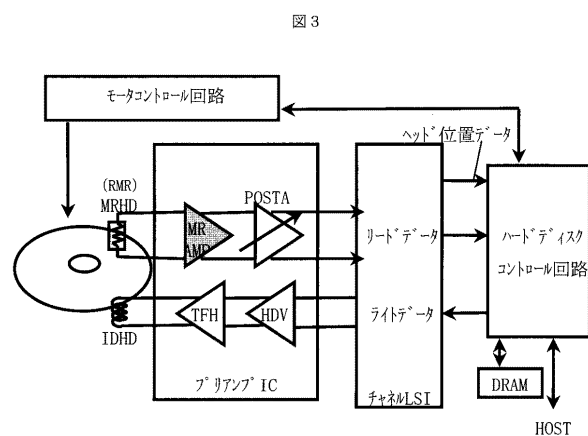 図３
モータコントロール回路
ヘッド位置データ
(RMR)
MRHD
POSTA
MR
AMP
リードデータ
ハードディスク
コントロール回路
TFH
HDV
ライトデータ
IDHD
プリアンプIC
チャネルLSI
DRAM
HOST